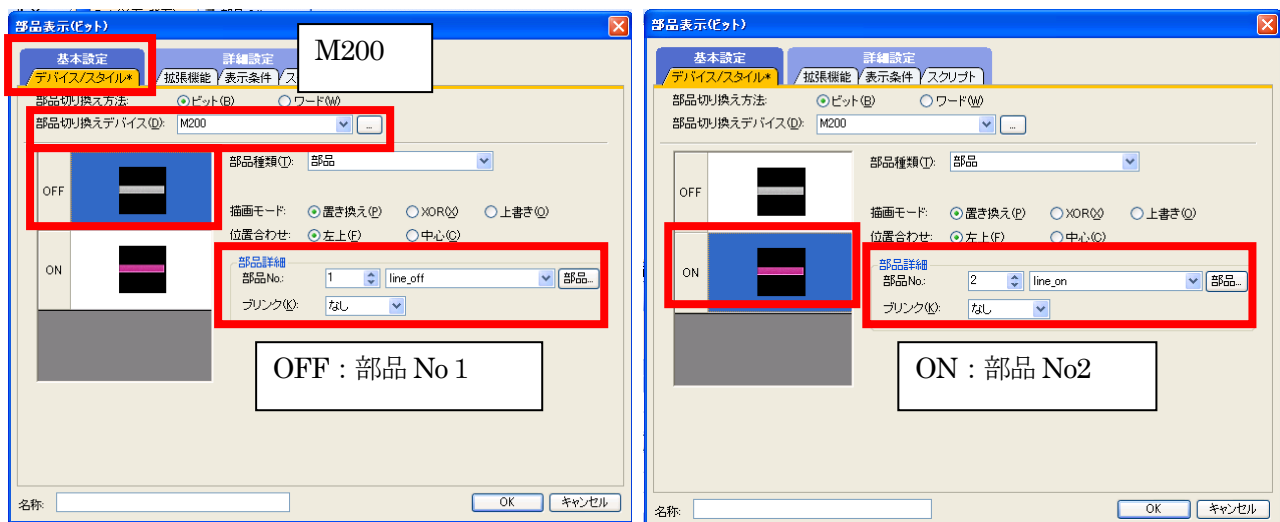 部品表示(ビット)
基本設定
詳細設定
デバイス/スタイル*
拡張機能
表示条件
ス
M200
部品切り換え方法:
ビット(B)
ワード(W)
部品切り換えデバイス(D):
M200
...
OFF
ON
部品種類(T):
部品
描画モード:
置き換え(P)
XOR(X)
上書き(O)
位置合わせ:
左上(F)
中心(C)
部品詳細
部品No.:
1
line_off
部品...
ブリンク(K):
なし
OFF：部品 No 1
名称:
OK
キャンセル
部品表示(ビット)
基本設定
詳細設定
デバイス/スタイル*
拡張機能
表示条件
スクリプト
部品切り換え方法:
ビット(B)
ワード(W)
部品切り換えデバイス(D):
M200
...
OFF
ON
部品種類(T):
部品
描画モード:
置き換え(P)
XOR(X)
上書き(O)
位置合わせ:
左上(F)
中心(C)
部品詳細
部品No.:
2
line_on
部品...
ブリンク(K):
なし
ON：部品 No2
名称:
OK
キャンセル